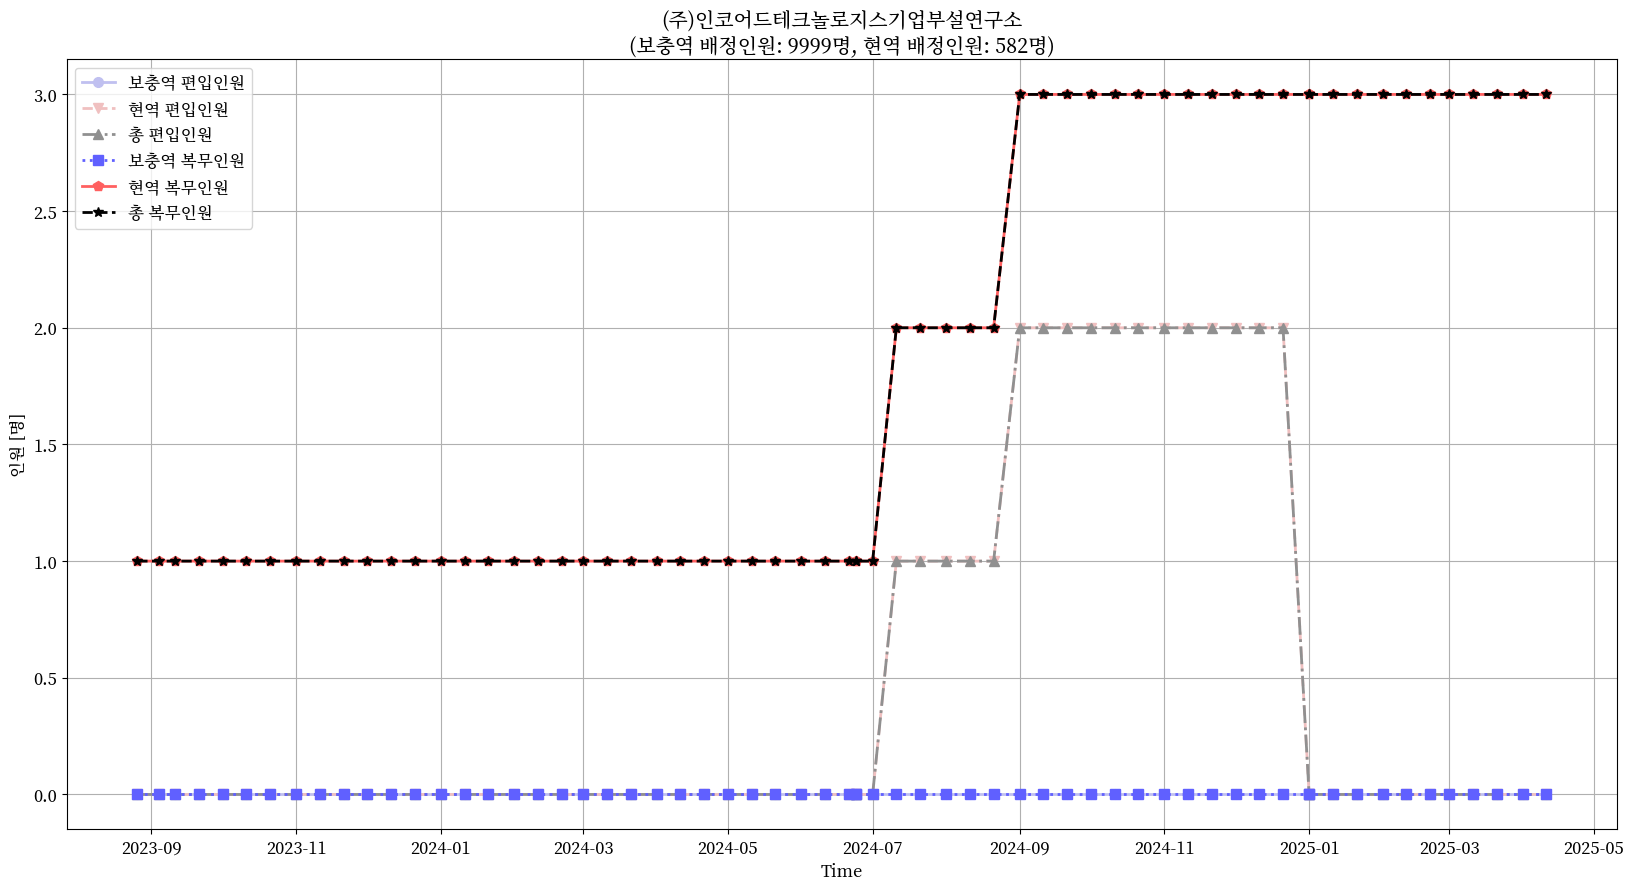 (주)인코어드테크놀로지스기업부설연구소
(보충역 배정인원: 9999명, 현역 배정인원: 582명)
보충역 편입인원
현역 편입인원
총 편입인원
보충역 복무인원
현역 복무인원
총 복무인원
인원 [명]
3.0
2.5
2.0
1.5
1.0
0.5
0.0
2023-09
2023-11
2024-01
2024-03
2024-05
2024-07
2024-09
2024-11
2025-01
2025-03
2025-05
Time